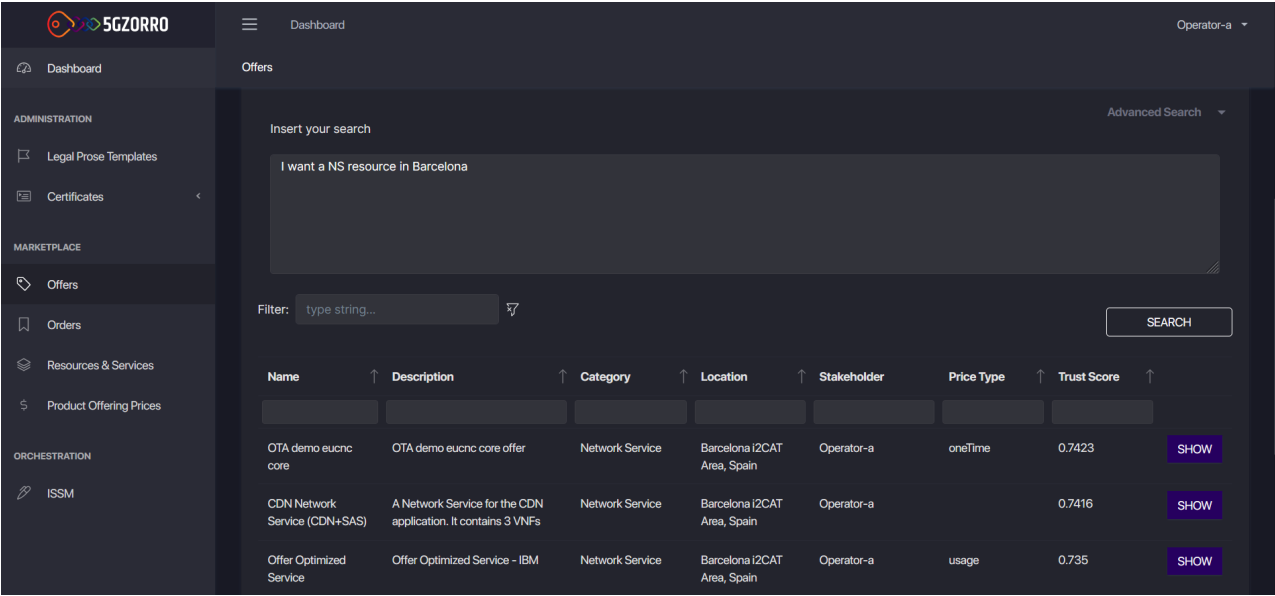 5GZORRO
Dashboard
Operator-a
Dashboard
Offers
ADMINISTRATION
Legal Prose Templates
Certificates
MARKETPLACE
Offers
Orders
Resources & Services
Product Offering Prices
ORCHESTRATION
ISSM
Advanced Search
Insert your search
I want a NS resource in Barcelona
Filter: type string...
SEARCH
Name Description Category Location Stakeholder Price Type Trust Score
OTA demo eucnc OTA demo eucnc core offer Network Service Barcelona i2CAT Operator-a oneTime 0.7423 SHOW
core Area, Spain
CDN Network A Network Service for the CDN Network Service Barcelona i2CAT Operator-a 0.7416 SHOW
Service (CDN+SAS) application. It contains 3 VNFs Area, Spain
Offer Optimized Offer Optimized Service - IBM Network Service Barcelona i2CAT Operator-a usage 0.735 SHOW
Service Area, Spain